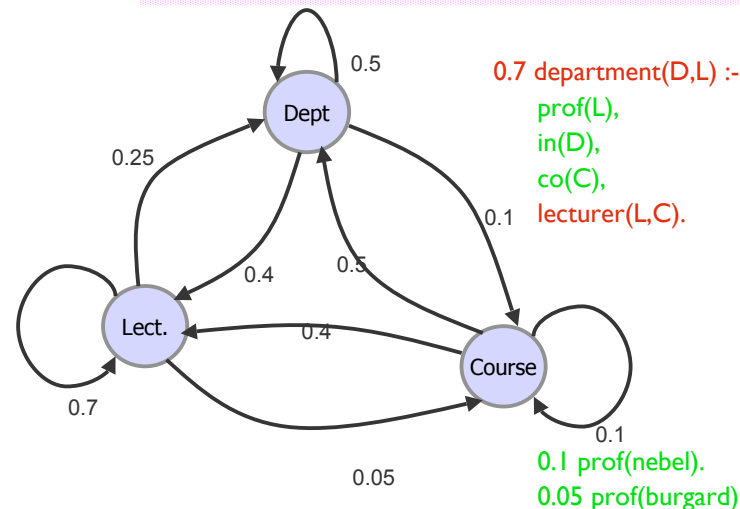 0.5
0.7 department(D,L) :-
prof(L),
in(D),
co(C),
lecturer(L,C).
Dept
0.25
0.1
0.4
0.5
Lect.
0.4
Course
0.7
0.1
0.05
0.1 prof(nebel).
0.05 prof(burgard)